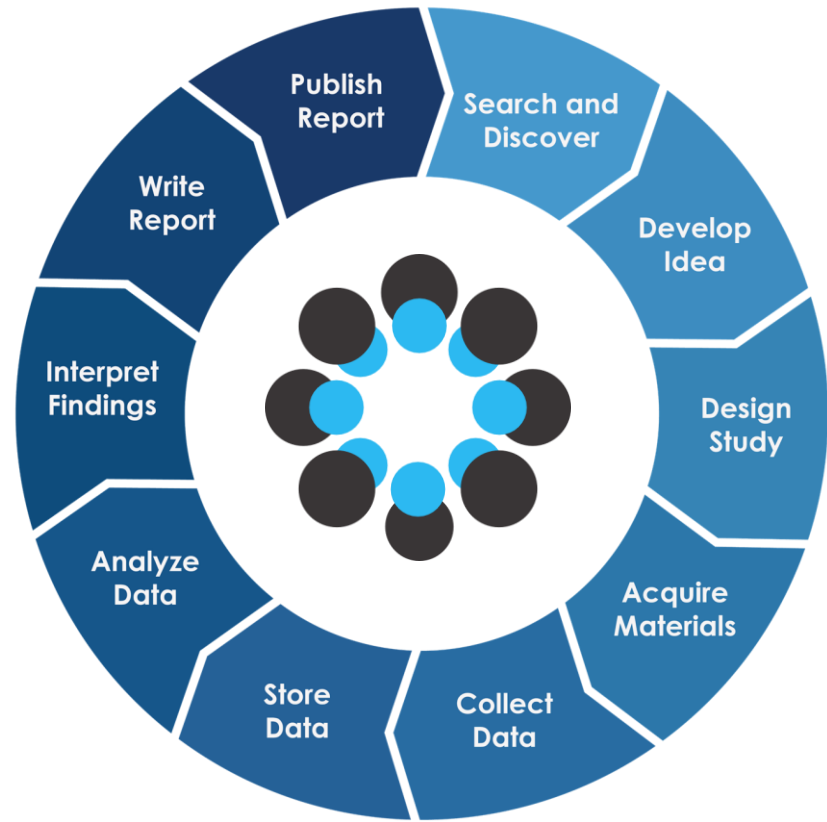 Search and
Discover
Develop
Idea
Design
Study
Acquire
Materials
Collect
Data
Store
Data
Analyze
Data
Interpret
Findings
Write
Report
Publish
Report